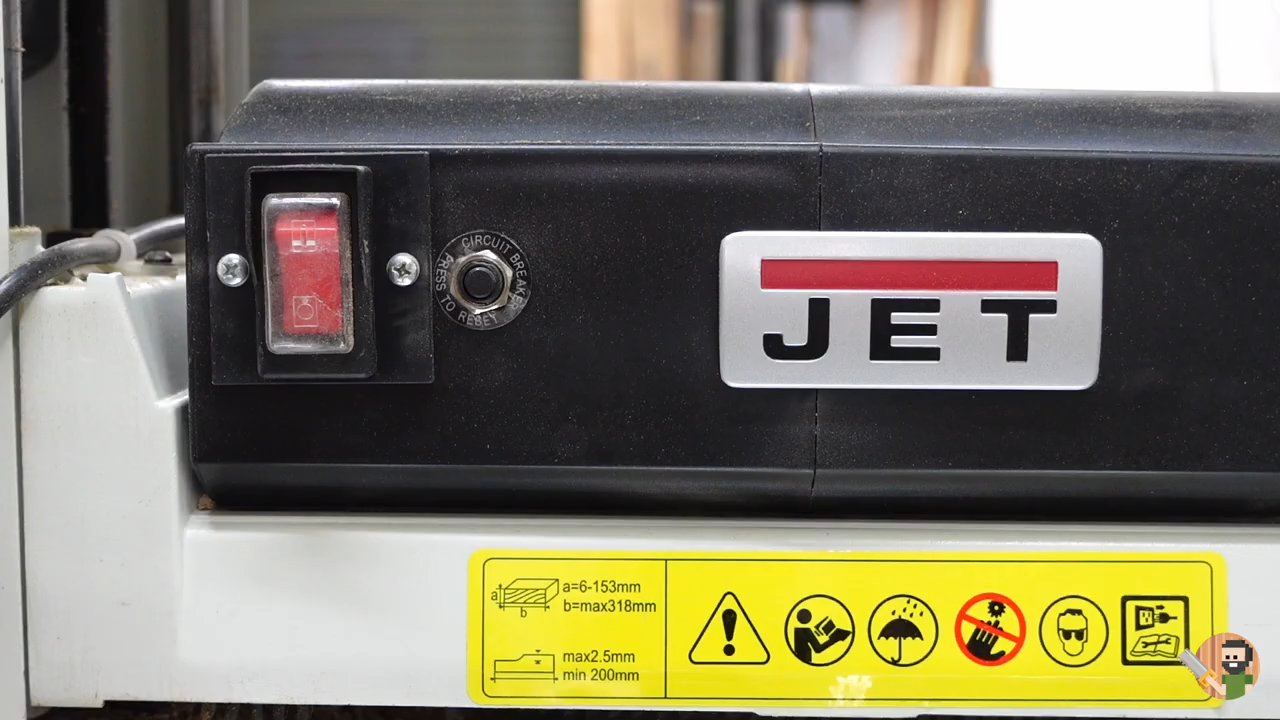 CIRCUIT BREAKER
PRESS TO RESET
JET
a=6-153mm
b=max318mm
a
b
max2.5mm
min 200mm